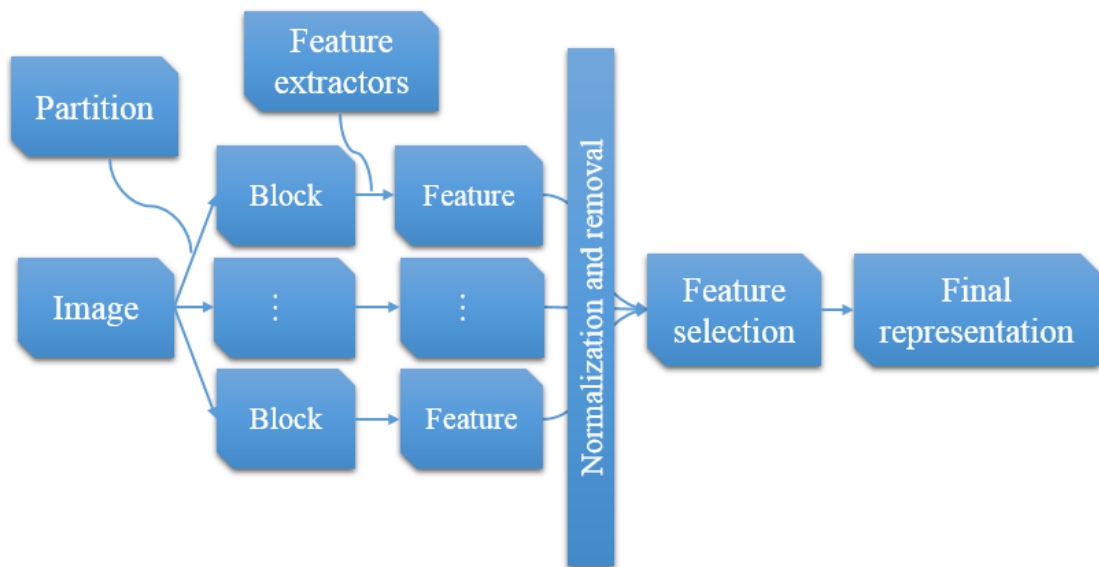 Feature
extractors
Partition
Block
Feature
Image
⋮
⋮
Block
Feature
Normalization and removal
Feature
selection
Final
representation